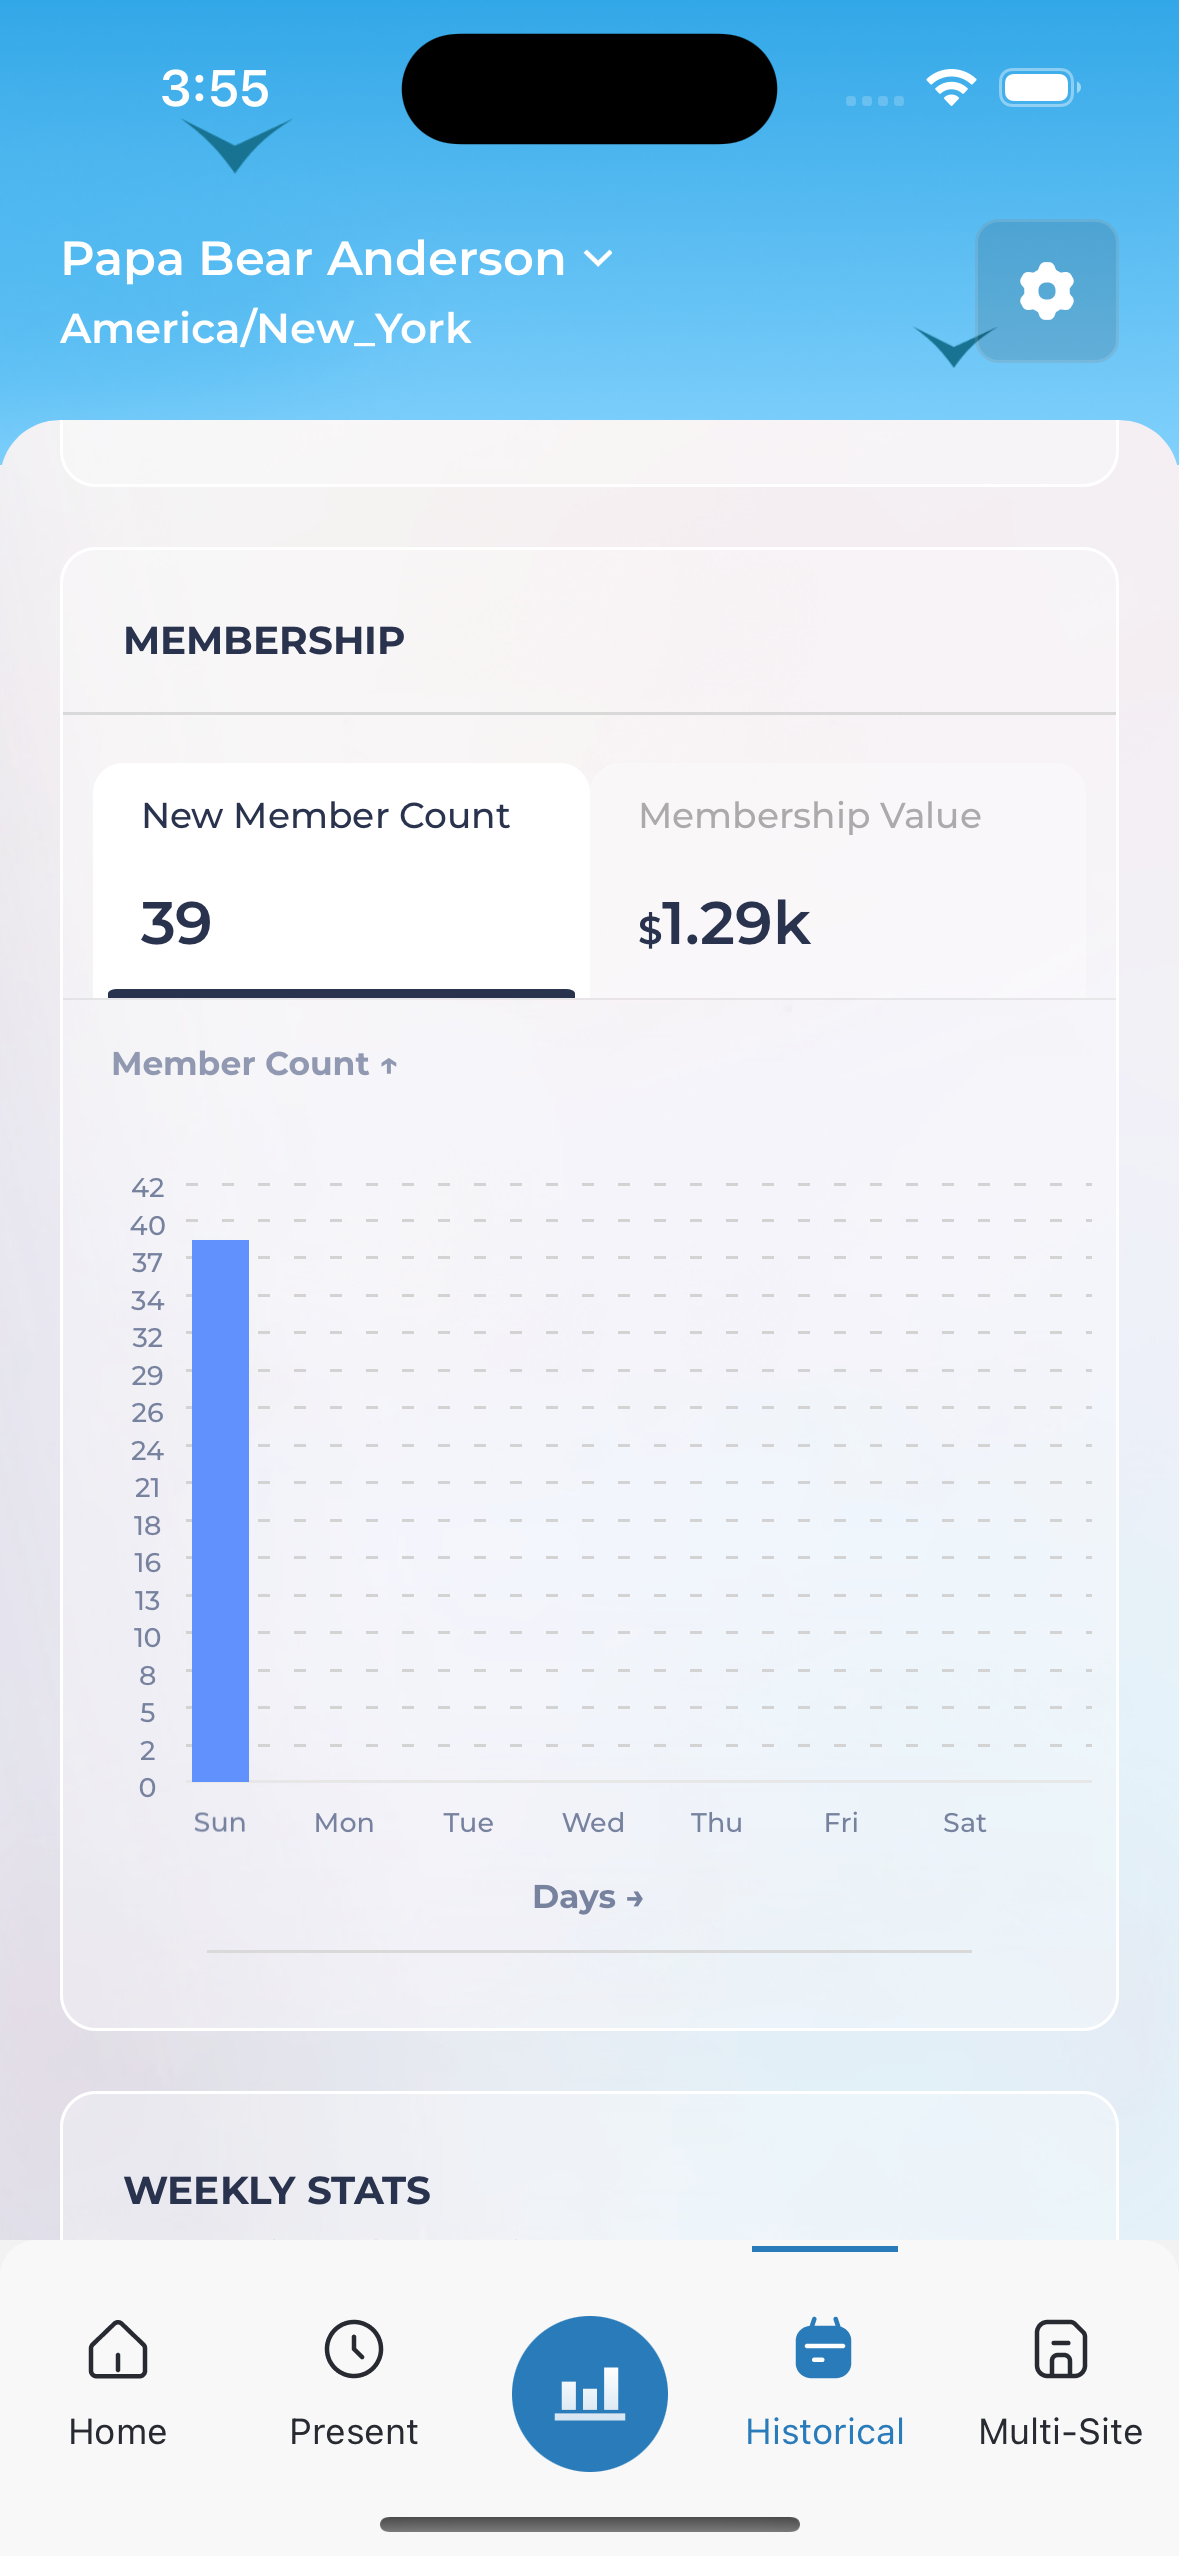 3:55
Papa Bear Anderson
America/New_York
MEMBERSHIP
New Member Count
Membership Value
39
$1.29k
Member Count ↑
42
40
37
34
32
29
26
24
21
18
16
13
10
8
5
2
0
Sun Mon Tue Wed Thu Fri Sat
Days →
WEEKLY STATS
Home Present Historical Multi-Site